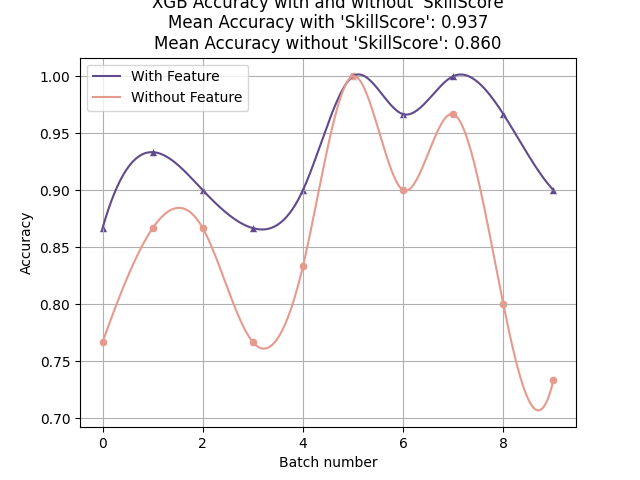 XGB Accuracy with and without 'SkillScore'
Mean Accuracy with 'SkillScore': 0.937
Mean Accuracy without 'SkillScore': 0.860
With Feature
Without Feature
1.00
0.95
0.90
0.85
0.80
0.75
0.70
Accuracy
0 2 4 6 8
Batch number